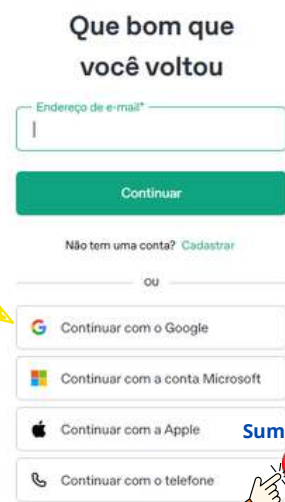 Que bom que
você voltou
Endereço de e-mail*
Continuar
Não tem uma conta? Cadastrar
OU
Continuar com o Google
Continuar com a conta Microsoft
Continuar com a Apple
Sum
Continuar com o telefone